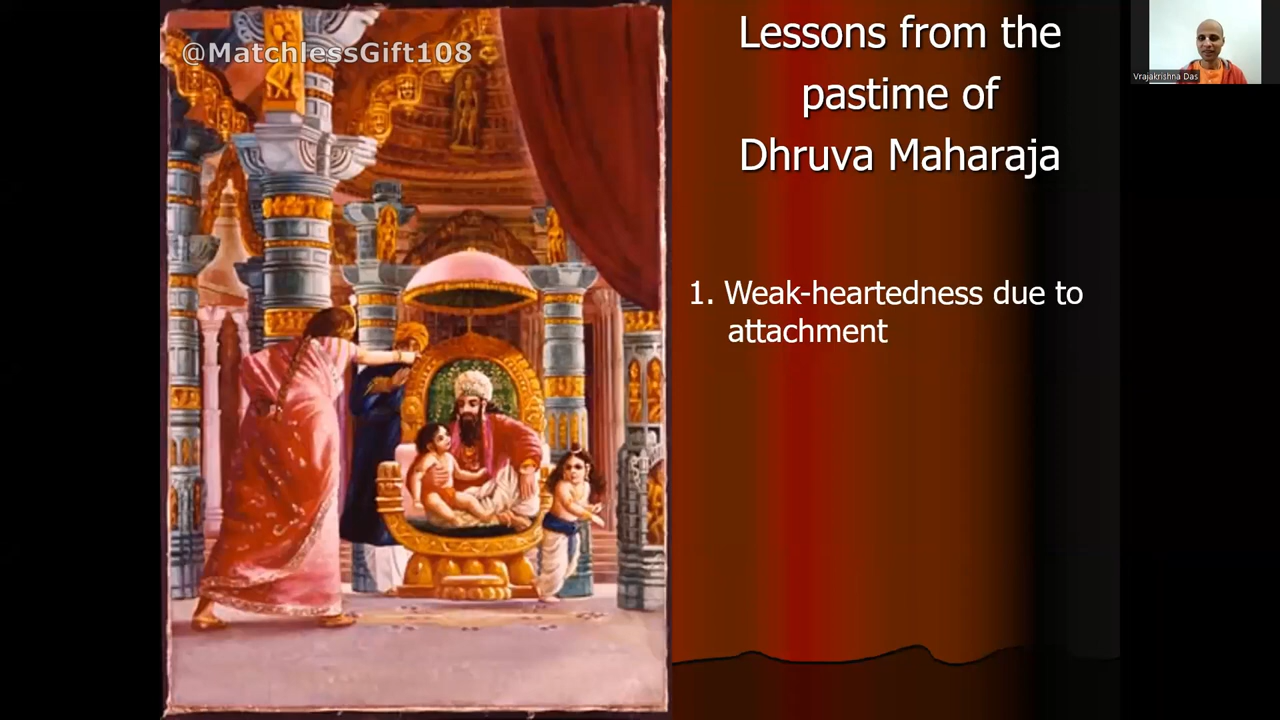 @MatchlessGift108
Lessons from the
pastime of
Dhruva Maharaja
1. Weak-heartedness due to
attachment
Vrajakrishna Das